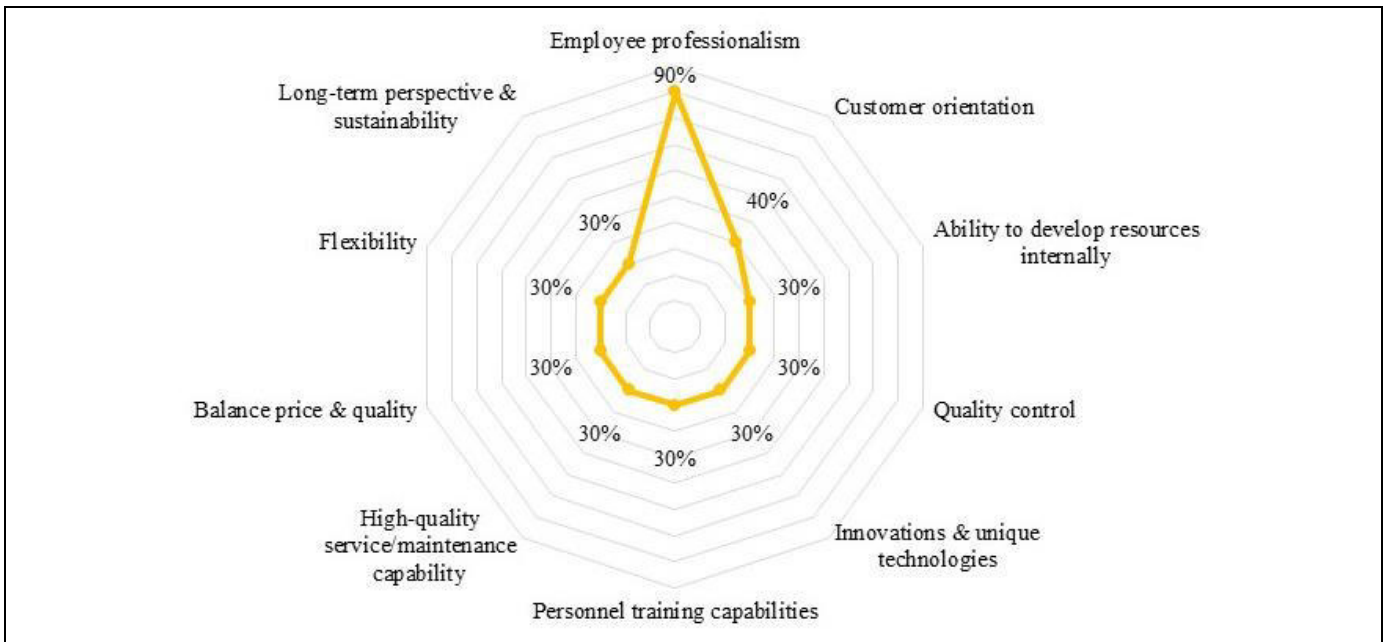 Employee professionalism
90%
Long-term perspective &
sustainability
Customer orientation
40%
30%
Flexibility
Ability to develop resources
internally
30%
30%
30%
30%
Balance price & quality
Quality control
30%
30%
30%
High-quality
service/maintenance
capability
Innovations & unique
technologies
Personnel training capabilities